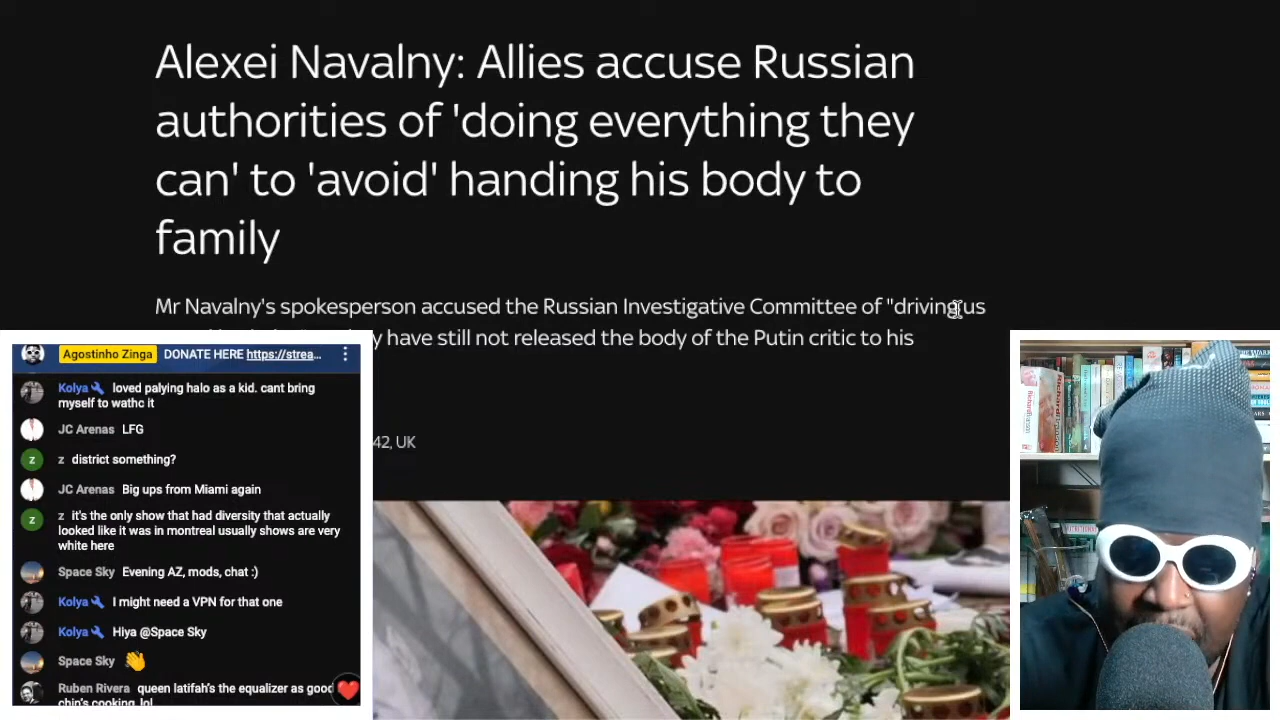 Alexei Navalny: Allies accuse Russian
authorities of 'doing everything they
can' to 'avoid' handing his body to
family
Mr Navalny's spokesperson accused the Russian Investigative Committee of "driving us
have still not released the body of the Putin critic to his
42, UK
Agostinho Zinga DONATE HERE https://strea...
Kolya loved palying halo as a kid. cant bring
myself to wathc it
JC Arenas LFG
z z district something?
JC Arenas Big ups from Miami again
z z it's the only show that had diversity that actually
looked like it was in montreal usually shows are very
white here
Space Sky Evening AZ, mods, chat :)
Kolya I might need a VPN for that one
Kolya Hiya @Space Sky
Space Sky
Ruben Rivera queen latifah's the equalizer as good
chip's cooking. lol